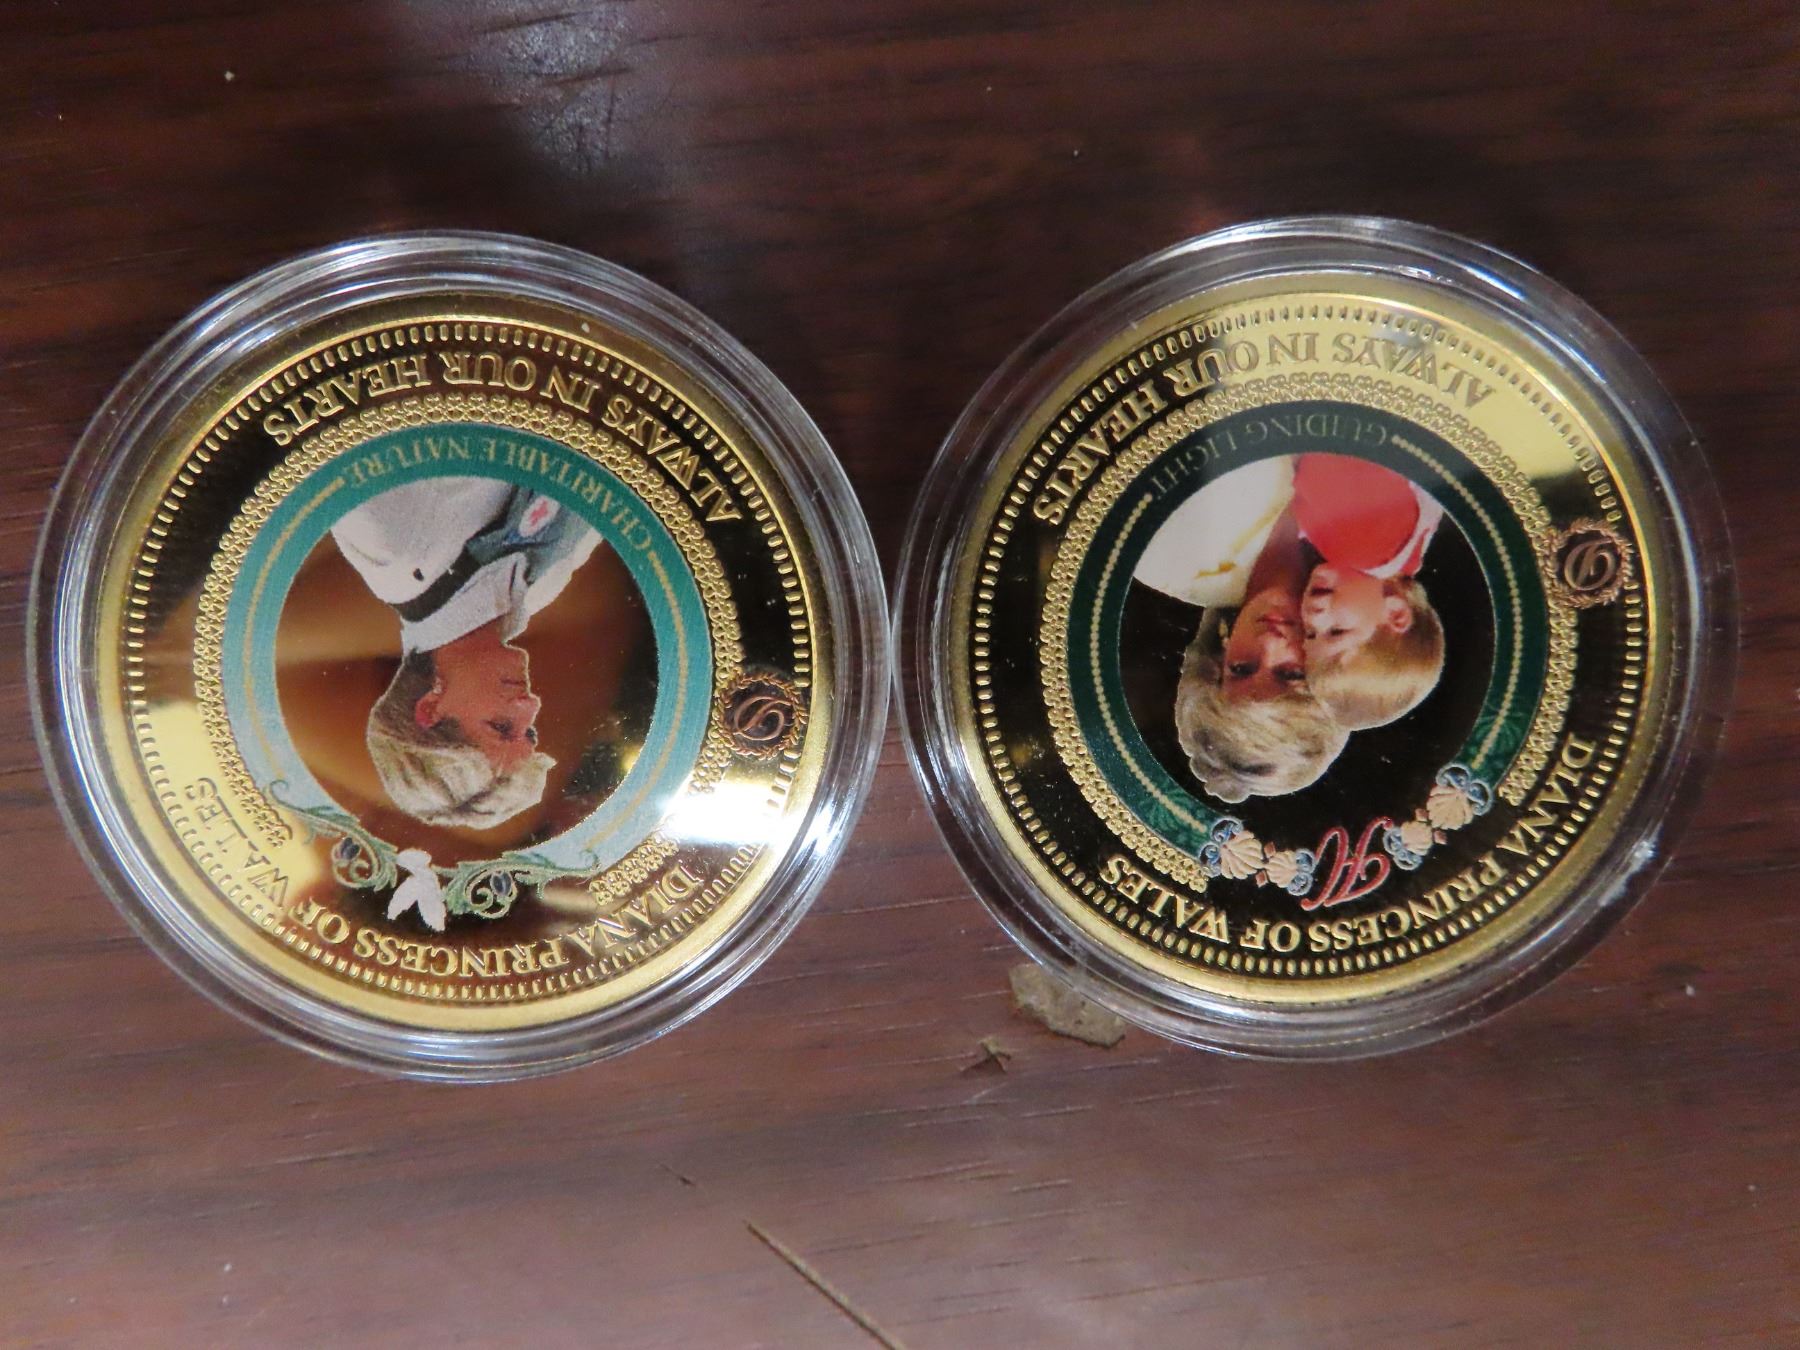 DIANA PRINCESS OF WALES
D
CHARITABLE NATURE
ALWAYS IN OUR HEARTS
DIANA PRINCESS OF WALES
H
D
GUIDING LIGHT
ALWAYS IN OUR HEARTS